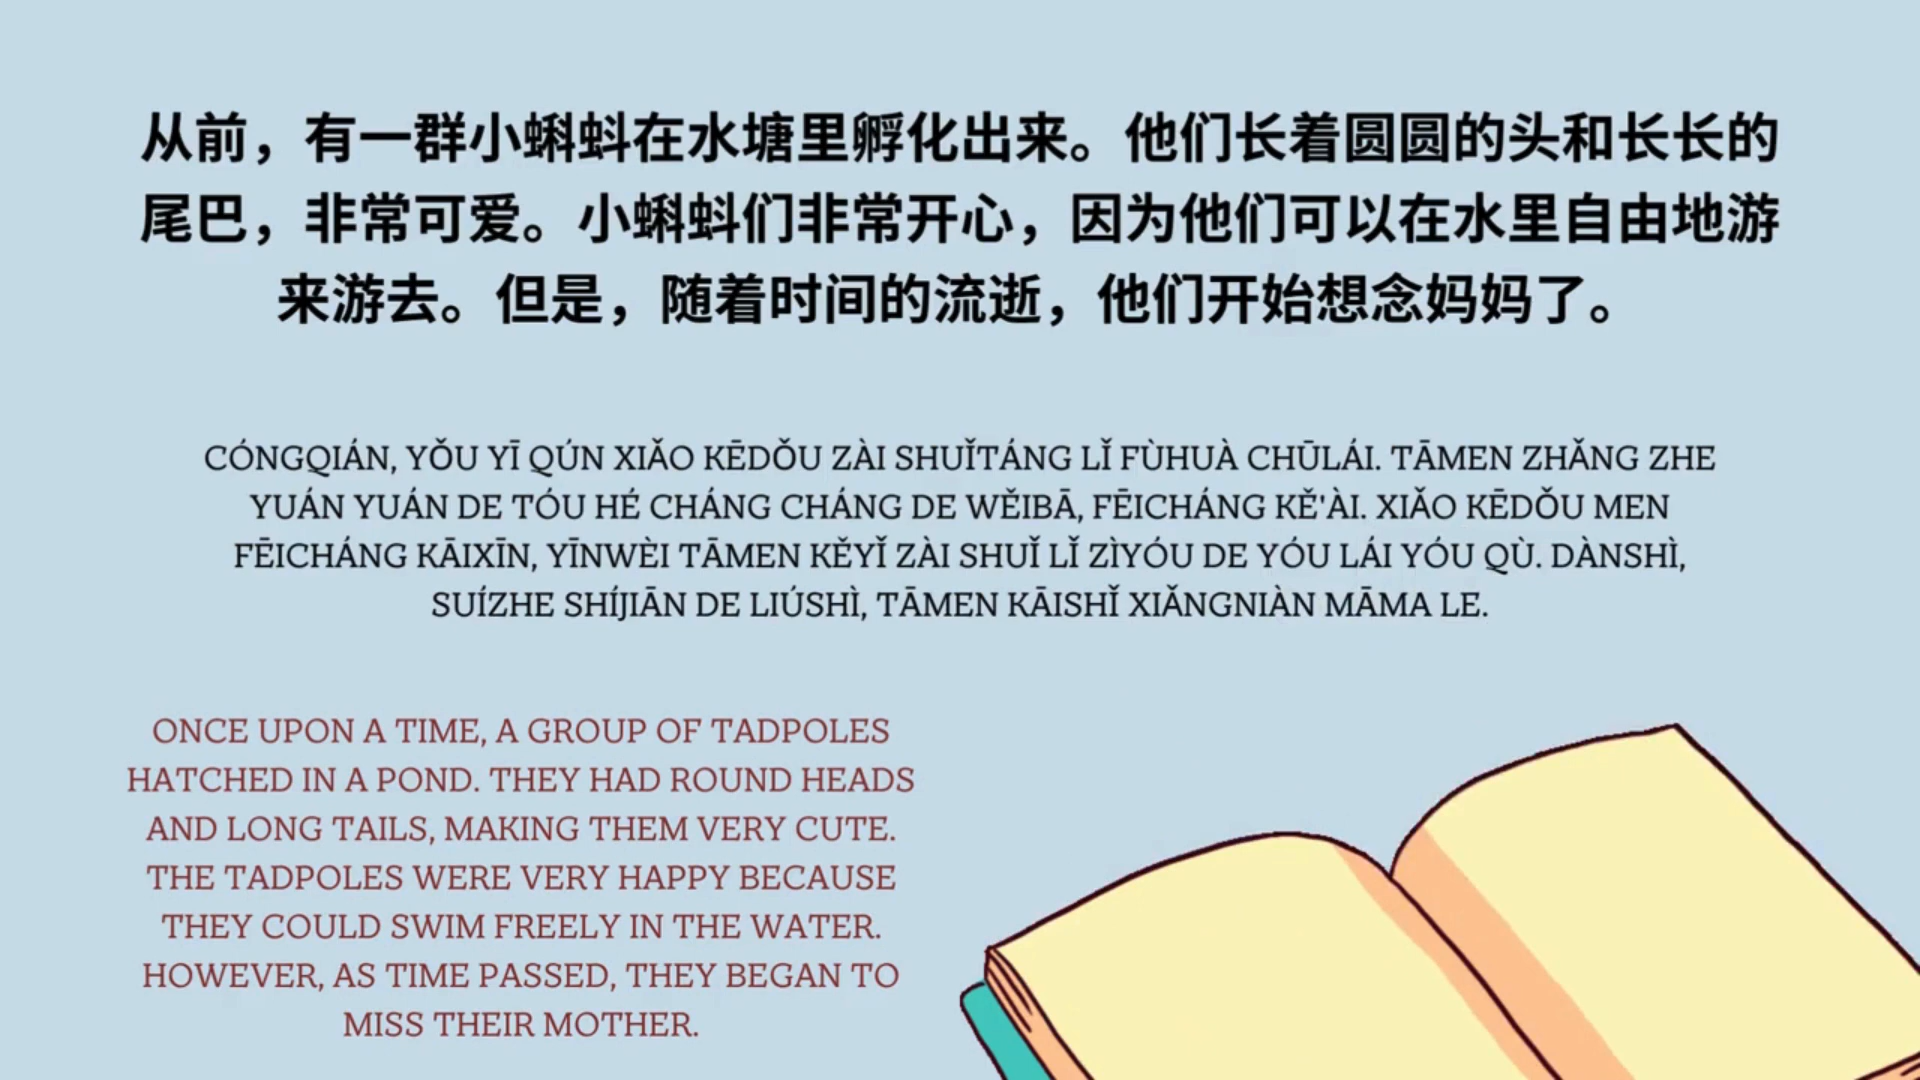 从前，有一群小蝌蚪在水塘里孵化出来。他们长着圆圆的头和长长的
尾巴，非常可爱。小蝌蚪们非常开心，因为他们可以在水里自由地游
来游去。但是，随着时间的流逝，他们开始想念妈妈了。
CÓNGQIÁN, YǑU YĪ QÚN XIǍO KĒDǑU ZÀI SHUǏTÁNG LǏ FÙHUÀ CHŪLÁI. TĀMEN ZHǍNG ZHE
YUÁN YUÁN DE TÓU HÉ CHÁNG CHÁNG DE WĚIBĀ, FĒICHÁNG KĚ'ÀI. XIǍO KĒDǑU MEN
FĒICHÁNG KĀIXĪN, YĪNWÈI TĀMEN KĚYǏ ZÀI SHUǏ LǏ ZÌYÓU DE YÓU LÁI YÓU QÙ. DÀNSHÌ,
SUÍZHE SHÍJIĀN DE LIÚSHÌ, TĀMEN KĀISHǏ XIǍNGNIÀN MĀMA LE.
ONCE UPON A TIME, A GROUP OF TADPOLES
HATCHED IN A POND. THEY HAD ROUND HEADS
AND LONG TAILS, MAKING THEM VERY CUTE.
THE TADPOLES WERE VERY HAPPY BECAUSE
THEY COULD SWIM FREELY IN THE WATER.
HOWEVER, AS TIME PASSED, THEY BEGAN TO
MISS THEIR MOTHER.